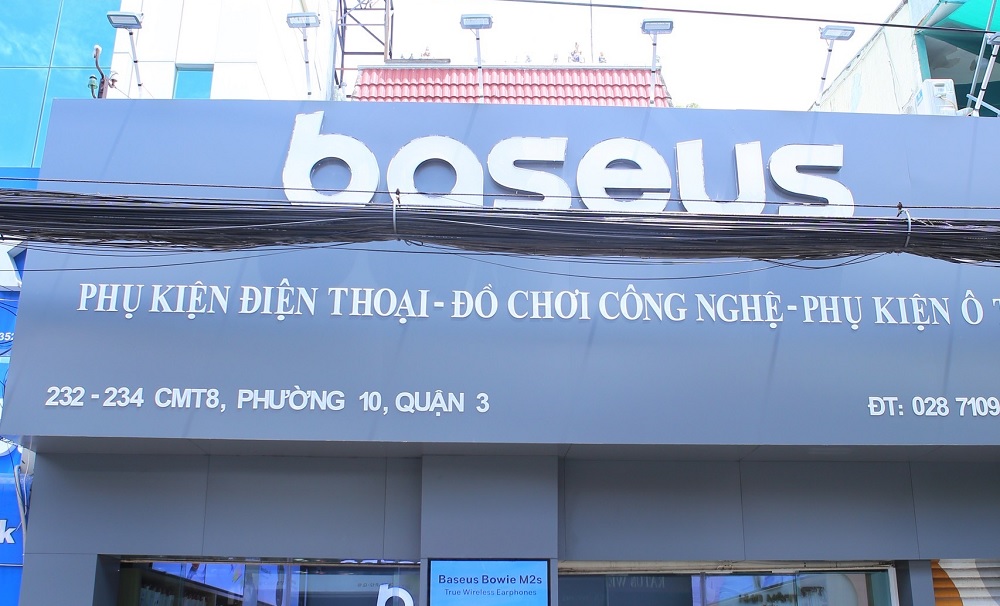 baseus
PHỤ KIỆN ĐIỆN THOẠI - ĐỒ CHƠI CÔNG NGHỆ - PHỤ KIỆN Ô
232 - 234 CMT8, PHƯỜNG 10, QUẬN 3
ĐT: 028 7109
Baseus Bowie M2s
True Wireless Earphones